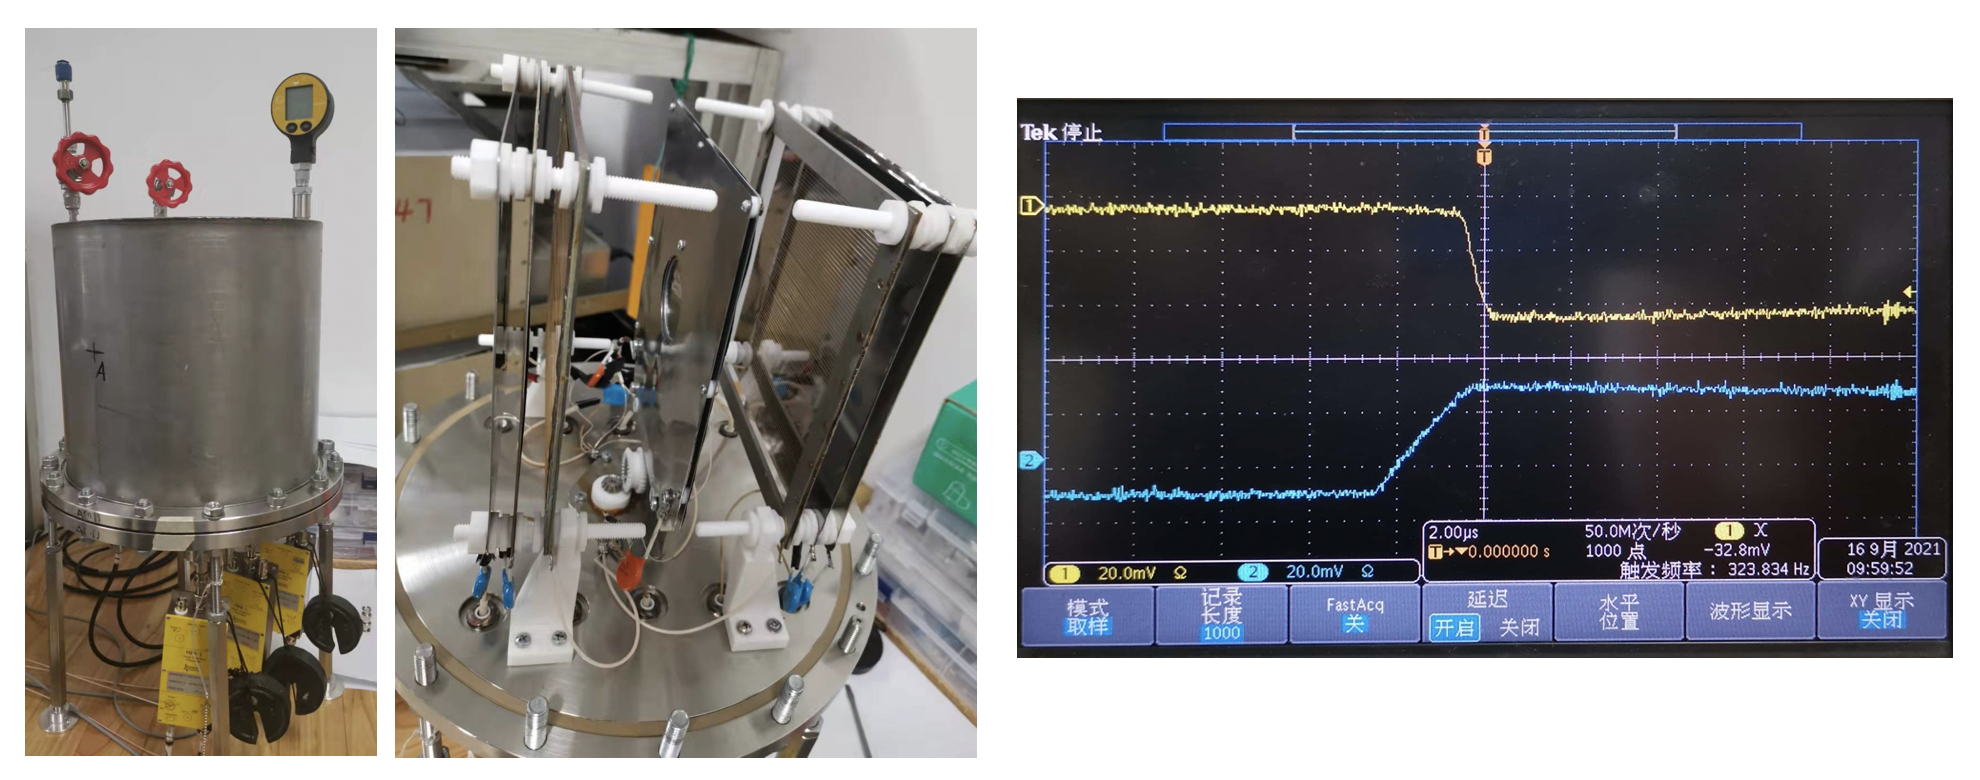 +
A
47
Tek 停止
T
T
1
2
2.00µs
50.0M次/秒
1
T→▼0.000000 s
1000 点
-32.8mV
触发频率： 323.834 Hz
1 20.0mV Ω
2 20.0mV Ω
16 9月 2021
09:59:52
模式
取样
记录
长度
1000
FastAcq
关
延迟
开启 关闭
水平
位置
波形显示
XY 显示
关闭